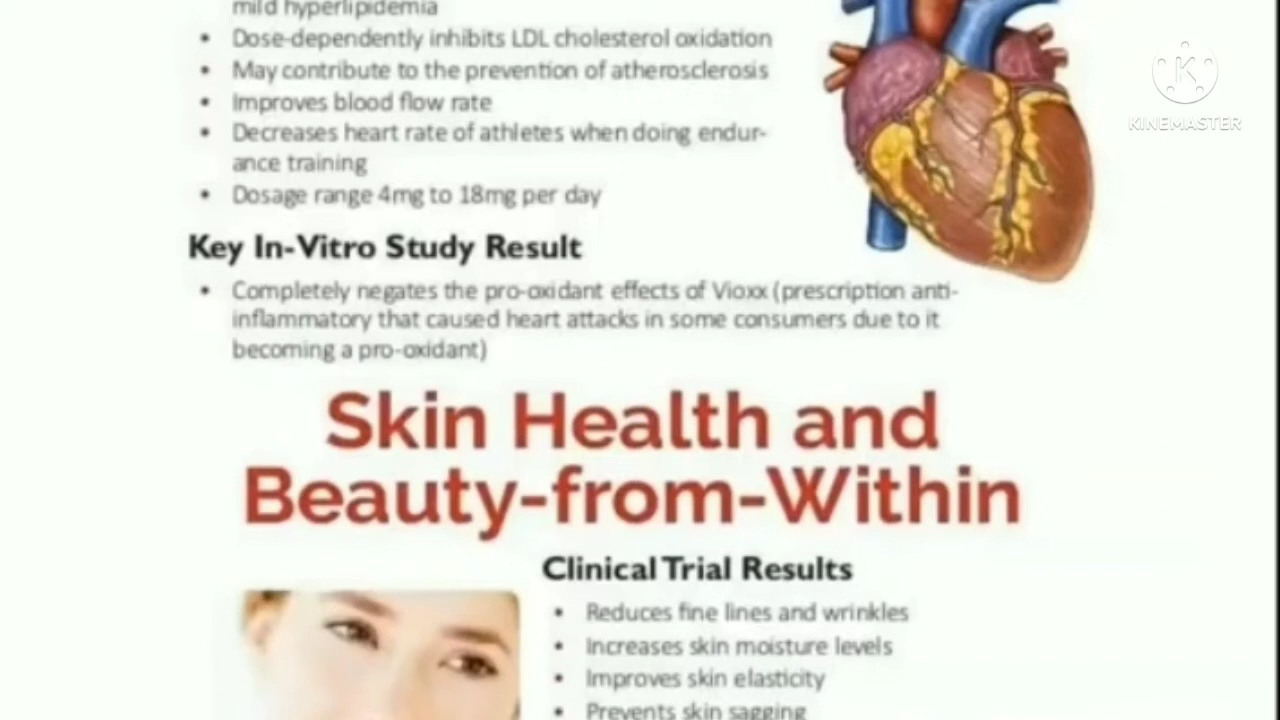 mild hyperlipidemia
• Dose-dependently inhibits LDL cholesterol oxidation
• May contribute to the prevention of atherosclerosis
• Improves blood flow rate
• Decreases heart rate of athletes when doing endur-
ance training
• Dosage range 4mg to 18mg per day
Key In-Vitro Study Result
• Completely negates the pro-oxidant effects of Vioxx (prescription anti-
inflammatory that caused heart attacks in some consumers due to it
becoming a pro-oxidant)
Skin Health and
Beauty-from-Within
Clinical Trial Results
• Reduces fine lines and wrinkles
• Increases skin moisture levels
• Improves skin elasticity
• Prevents skin sagging
K
KINEMASTER